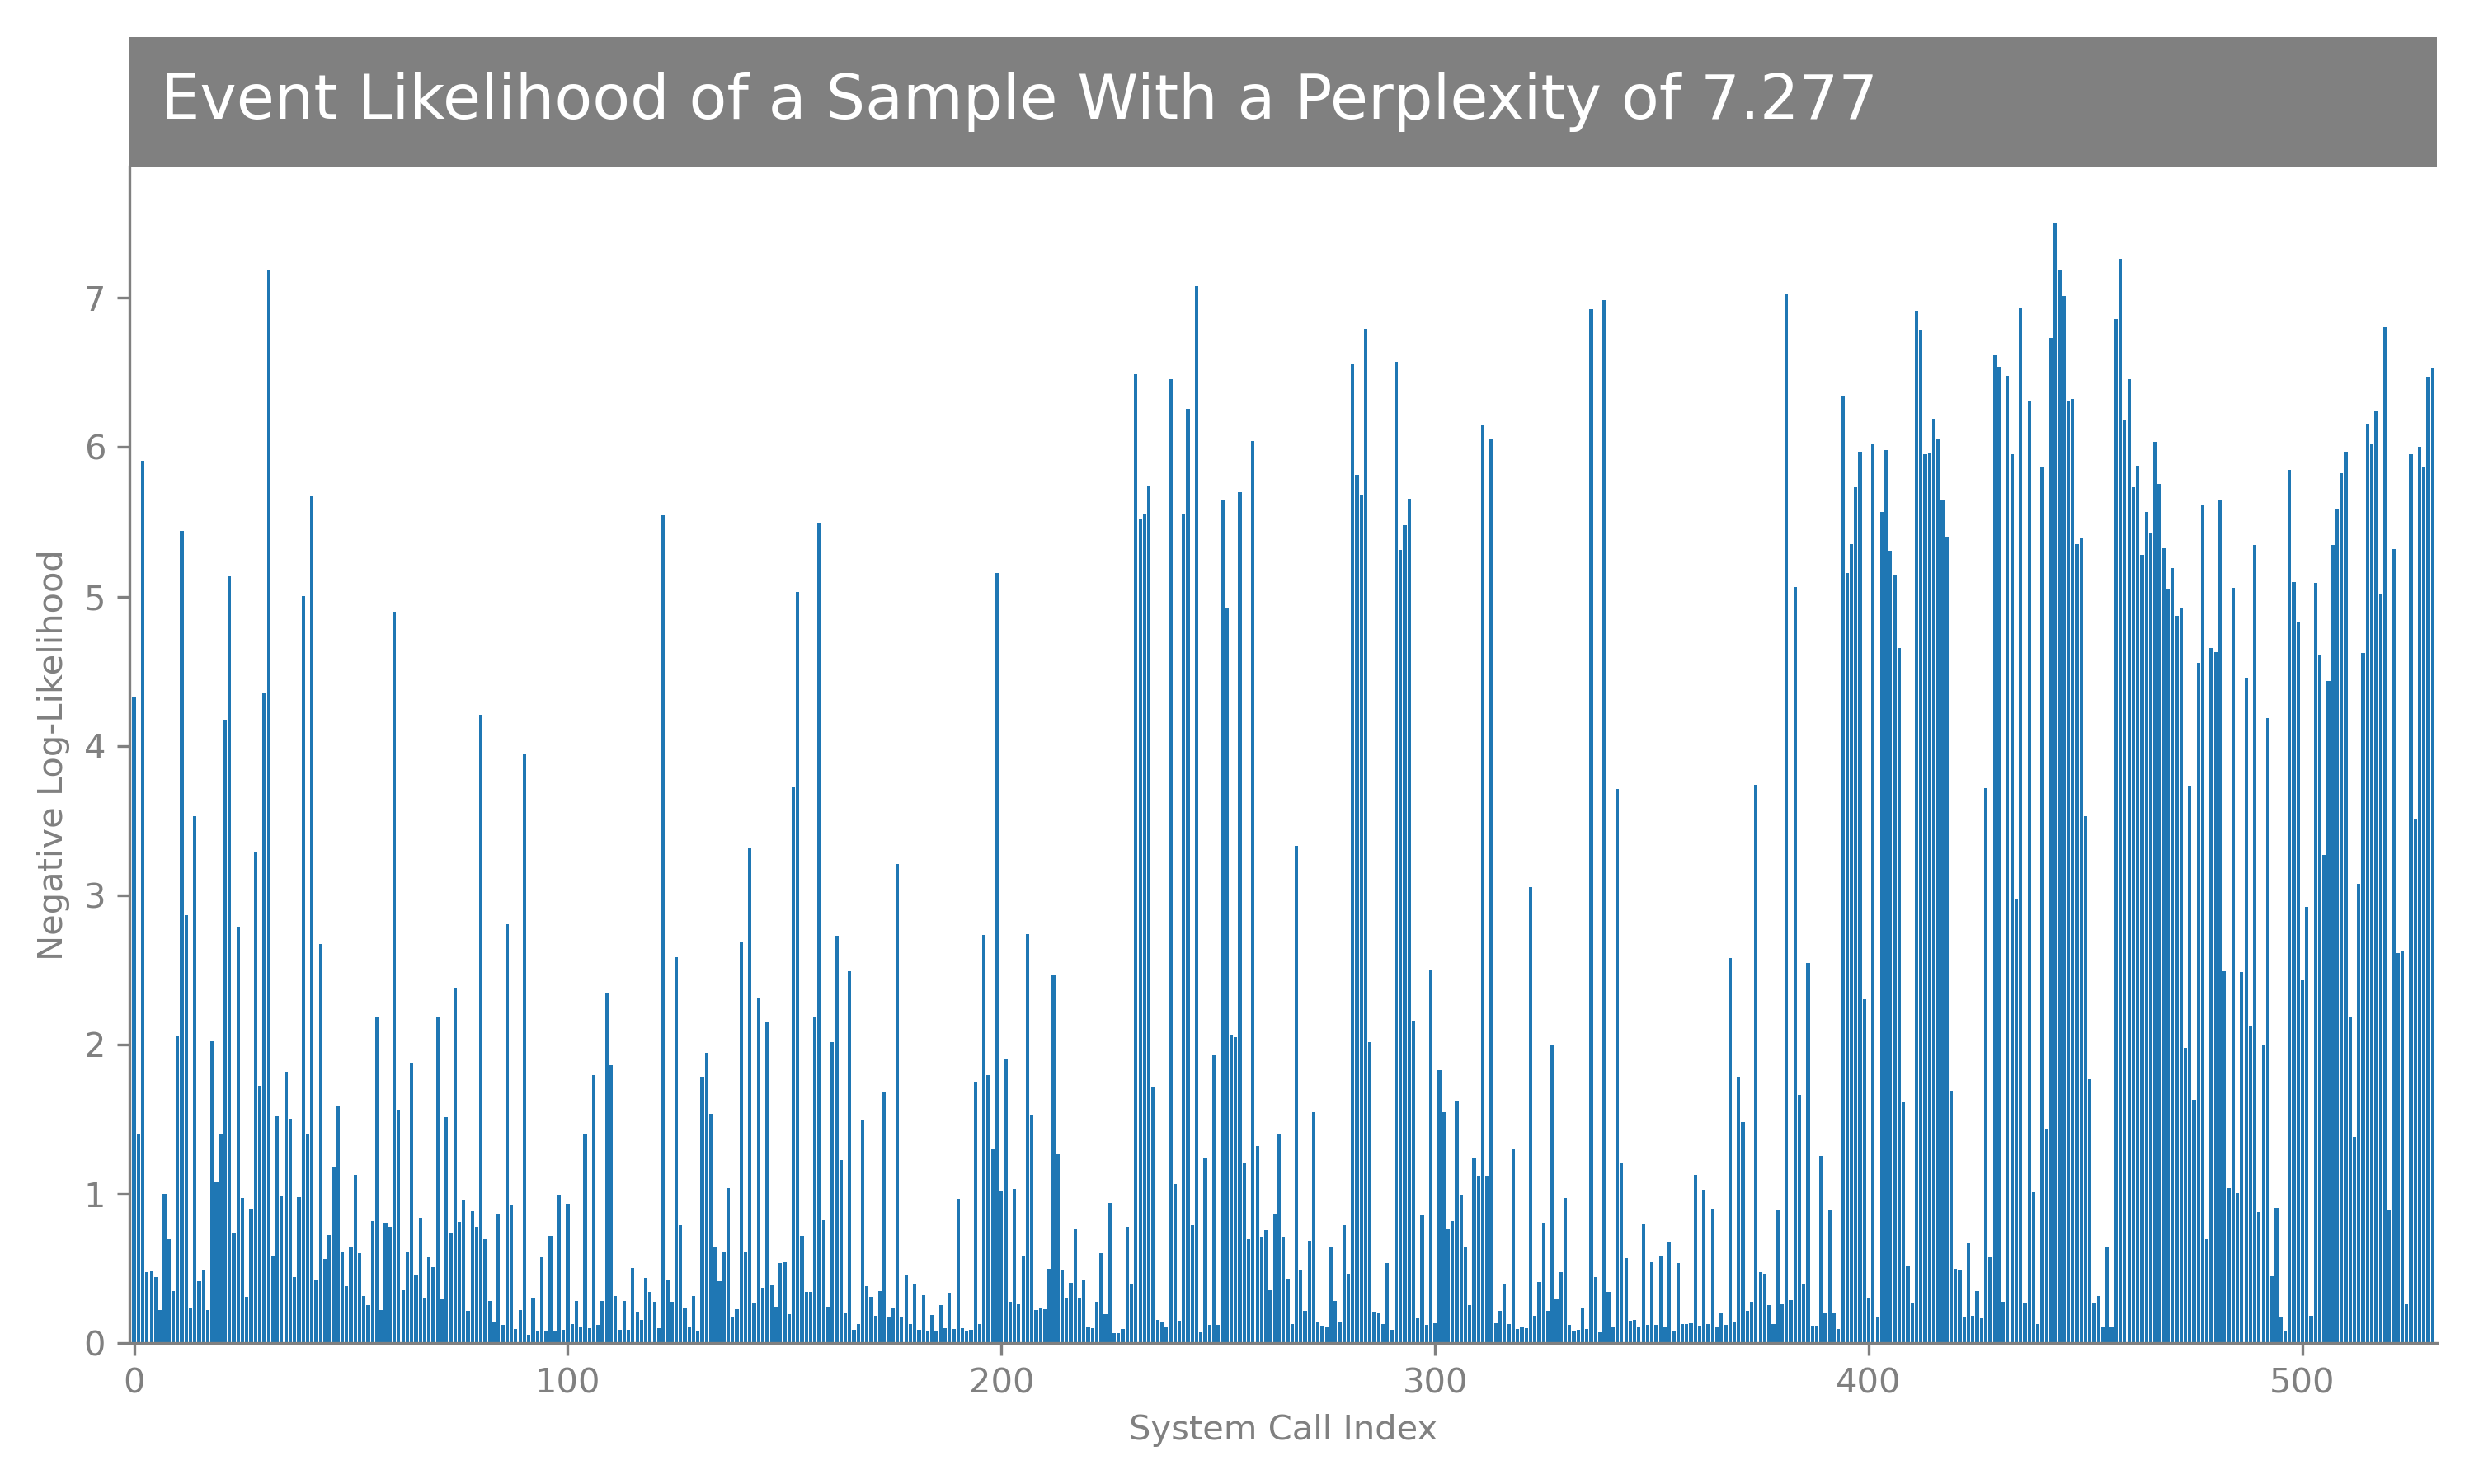 Event Likelihood of a Sample With a Perplexity of 7.277
Negative Log-Likelihood
7
6
5
4
3
2
1
0
0 100 200 300 400 500
System Call Index